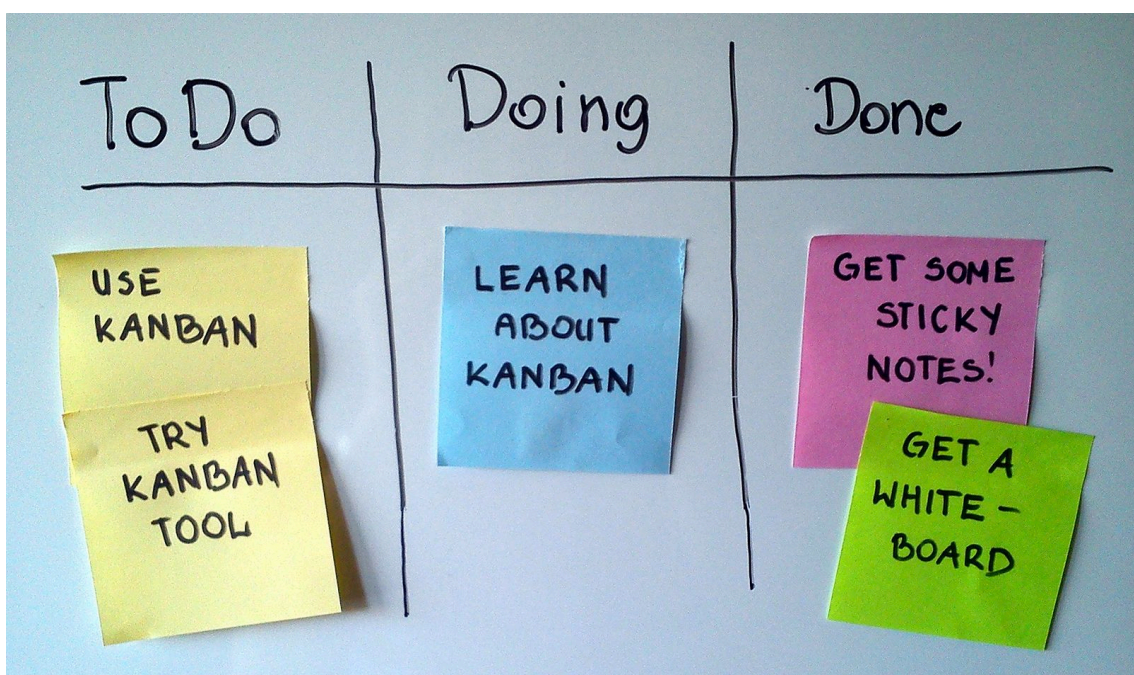 To Do
Doing
Done
USE
KANBAN
TRY
KANBAN
TOOL
LEARN
ABOUT
KANBAN
GET SOME
STICKY
NOTES!
GET A
WHITE-
BOARD